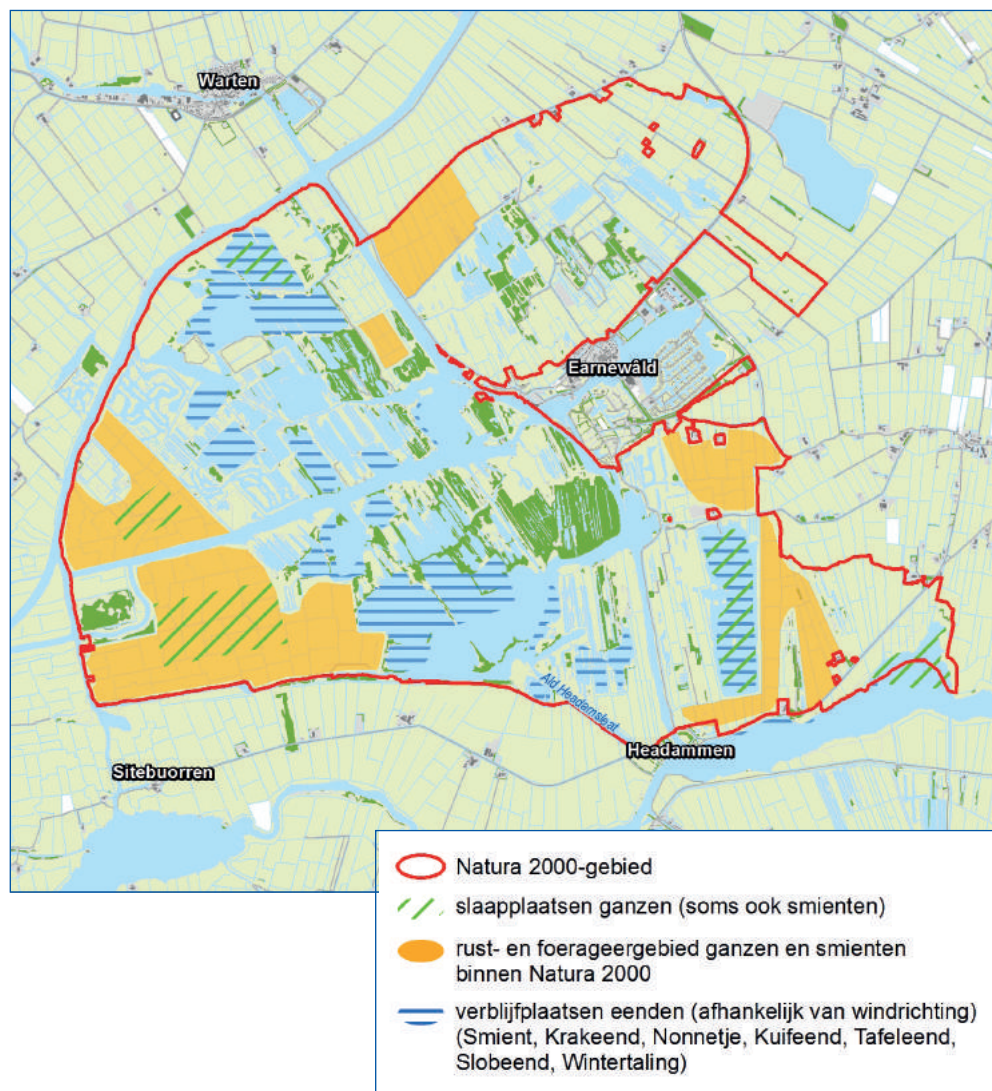 Warten
Earnewâld
Ald Headamsleat
Headammen
Sitebuorren
Natura 2000-gebied
slaapplaatsen ganzen (soms ook smienten)
rust- en foerageergebied ganzen en smienten
binnen Natura 2000
verblijfplaatsen eenden (afhankelijk van windrichting)
(Smient, Krakeend, Nonnetje, Kuifeend, Tafeleend,
Slobeend, Wintertaling)